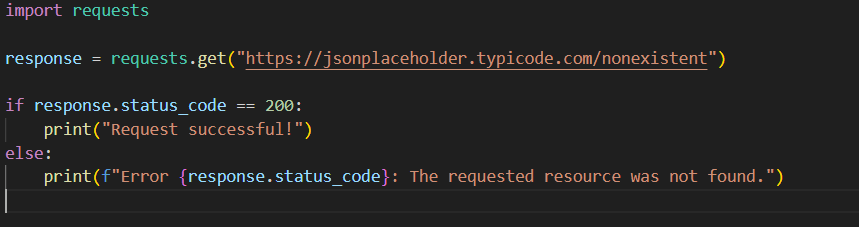 import requests
response = requests.get("https://jsonplaceholder.typicode.com/nonexistent")
if response.status_code == 200:
    print("Request successful!")
else:
    print(f"Error {response.status_code}: The requested resource was not found.")